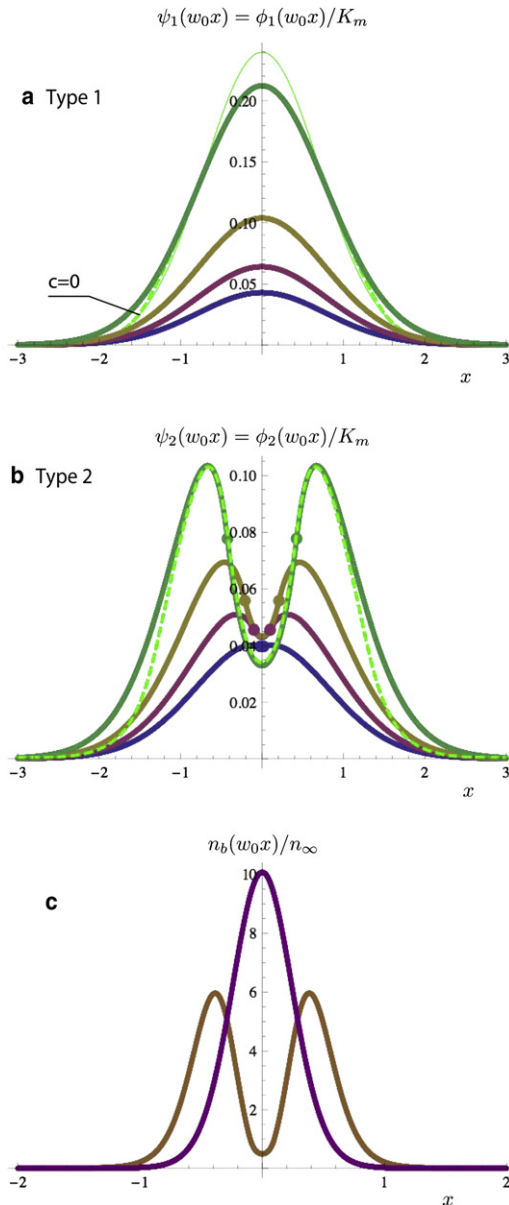 ψ₁(w₀x) = ϕ₁(w₀x)/Kₘ
a Type 1
0.20
0.15
0.10
0.05
c=0
−3 −2 −1 1 2 3
x
ψ₂(w₀x) = ϕ₂(w₀x)/Kₘ
b Type 2
0.10
0.08
0.06
0.04
0.02
−3 −2 −1 1 2 3
x
n_b(w₀x)/n_∞
c
10
8
6
4
2
−2 −1 1 2
x